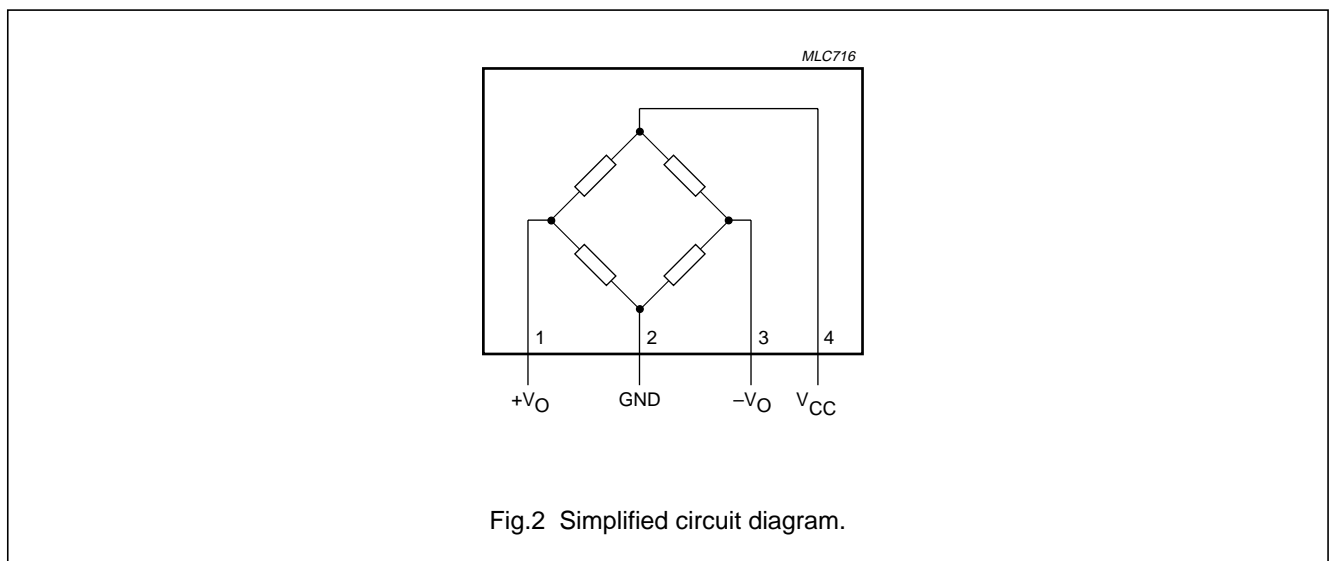 MLC716
1 2 3 4
+VO GND –VO VCC
Fig.2 Simplified circuit diagram.